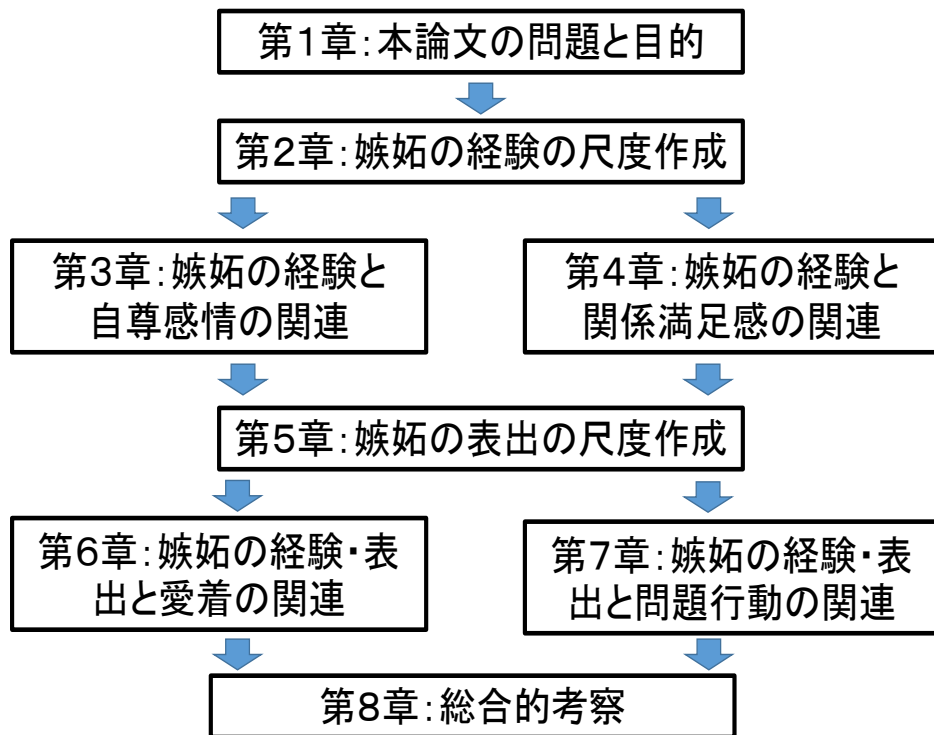 第1章:本論文の問題と目的
第2章:嫉妬の経験の尺度作成
第3章:嫉妬の経験と
自尊感情の関連
第4章:嫉妬の経験と
関係満足感の関連
第5章:嫉妬の表出の尺度作成
第6章:嫉妬の経験・表
出と愛着の関連
第7章:嫉妬の経験・表
出と問題行動の関連
第8章:総合的考察